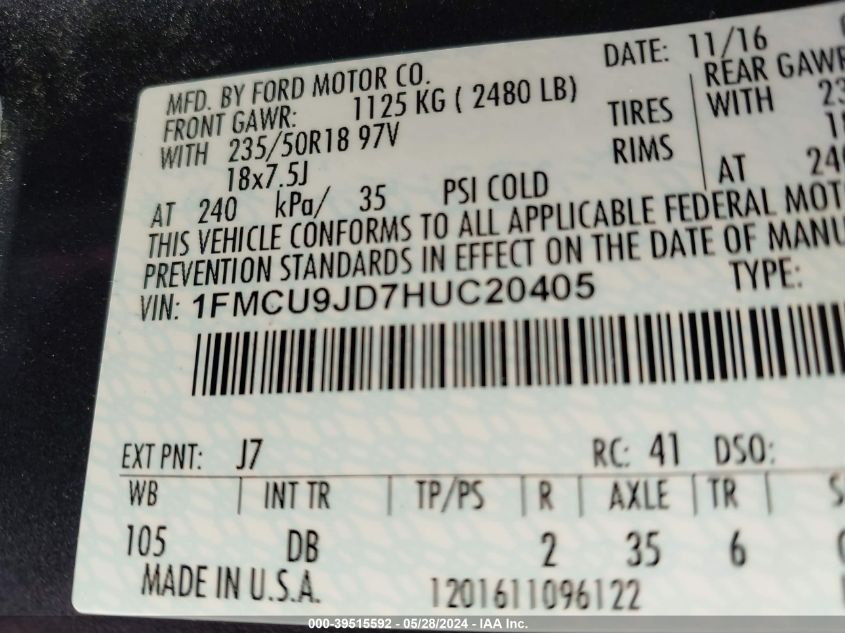 MFD. BY FORD MOTOR CO. DATE: 11/16
FRONT GAWR: 1125 KG ( 2480 LB) REAR GAWR
WITH 235/50R18 97V TIRES WITH
18x7.5J RIMS
AT 240 kPa/ 35 PSI COLD AT 240
THIS VEHICLE CONFORMS TO ALL APPLICABLE FEDERAL
PREVENTION STANDARDS IN EFFECT ON THE DATE OF
VIN: 1FMCU9JD7HUC20405 TYPE:
EXT PNT: J7 RC: 41 DSO:
WB INT TR TP/PS R AXLE TR
105 DB 2 35 6
MADE IN U.S.A. 1201611096122
000-39515592 - 05/28/2024 - IAA Inc.